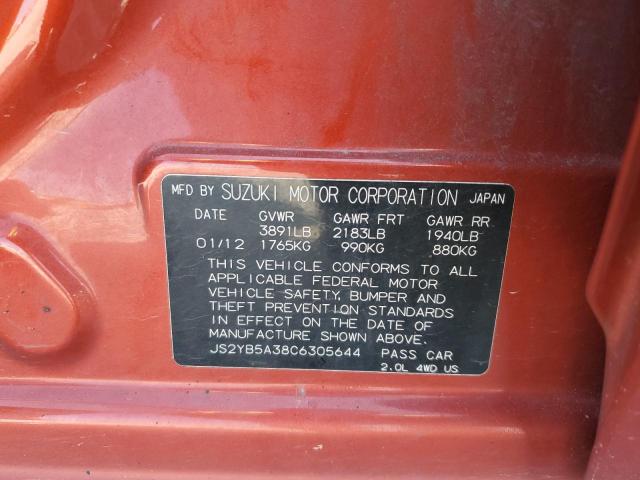 MFD BY SUZUKI MOTOR CORPORATION JAPAN
DATE GVWR GAWR FRT GAWR RR
3891LB 2183LB 1940LB
01/12 1765KG 990KG 880KG
THIS VEHICLE CONFORMS TO ALL
APPLICABLE FEDERAL MOTOR
VEHICLE SAFETY, BUMPER AND
THEFT PREVENTION STANDARDS
IN EFFECT ON THE DATE OF
MANUFACTURE SHOWN ABOVE.
JS2YB5A38C6305644 PASS CAR
2.0L 4WD US